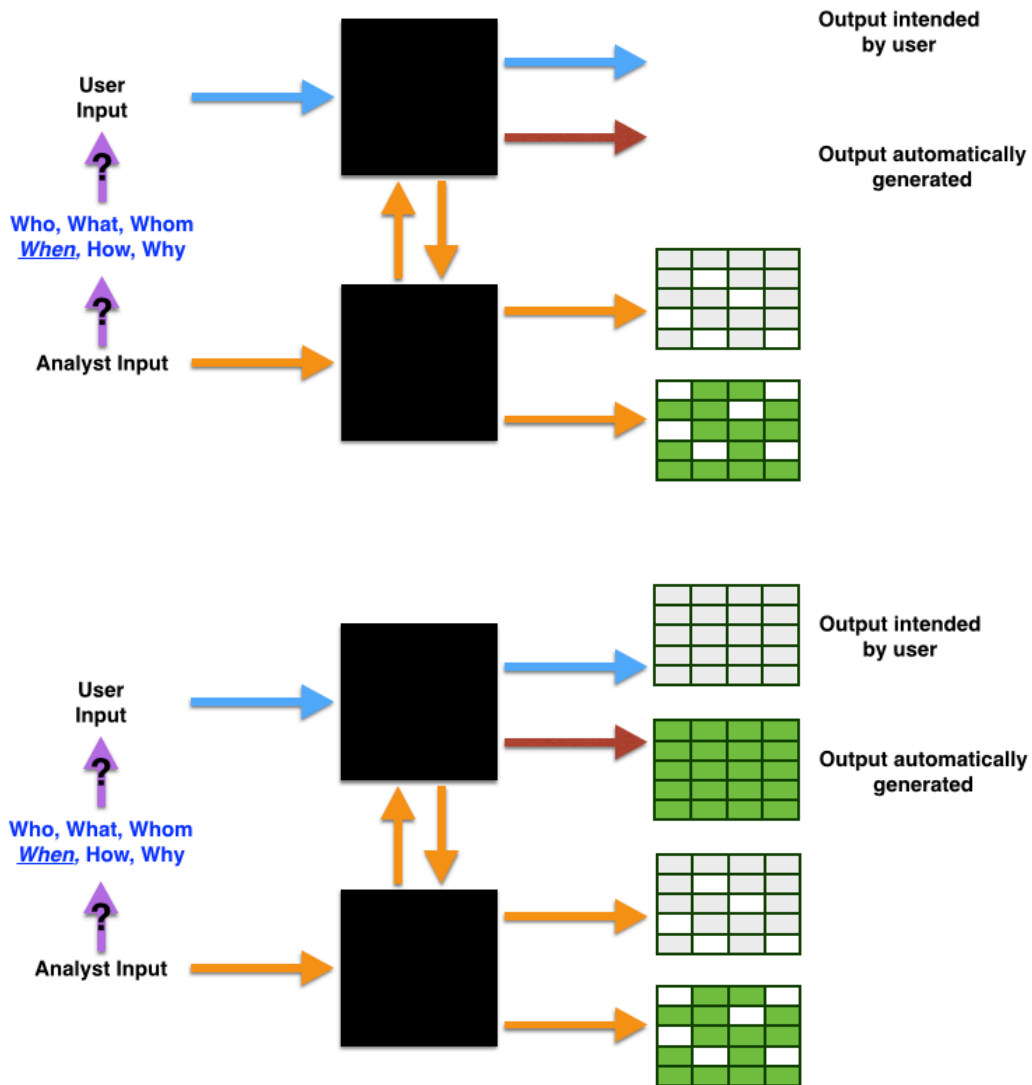 Output intended
by user
User
Input
?
Output automatically
generated
Who, What, Whom
When, How, Why
?
Analyst Input
Output intended
by user
User
Input
?
Output automatically
generated
Who, What, Whom
When, How, Why
?
Analyst Input